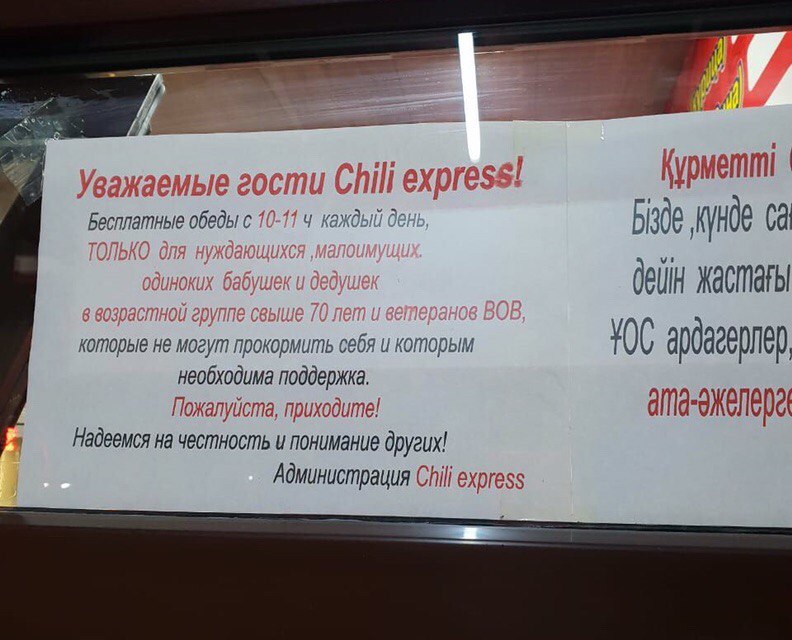 Уважаемые гости Chili express!
Бесплатные обеды с 10-11 ч каждый день,
ТОЛЬКО для нуждающихся ,малоимущих.
одиноких бабушек и дедушек
в возрастной группе свыше 70 лет и ветеранов ВОВ,
которые не могут прокормить себя и которым
необходима поддержка.
Пожалуйста, приходите!
Надеемся на честность и понимание других!
Администрация Chili express
Құрметті
Бізде ,күнде
дейін жастағы
ҰОС ардагерлер,
ата-әжелерге